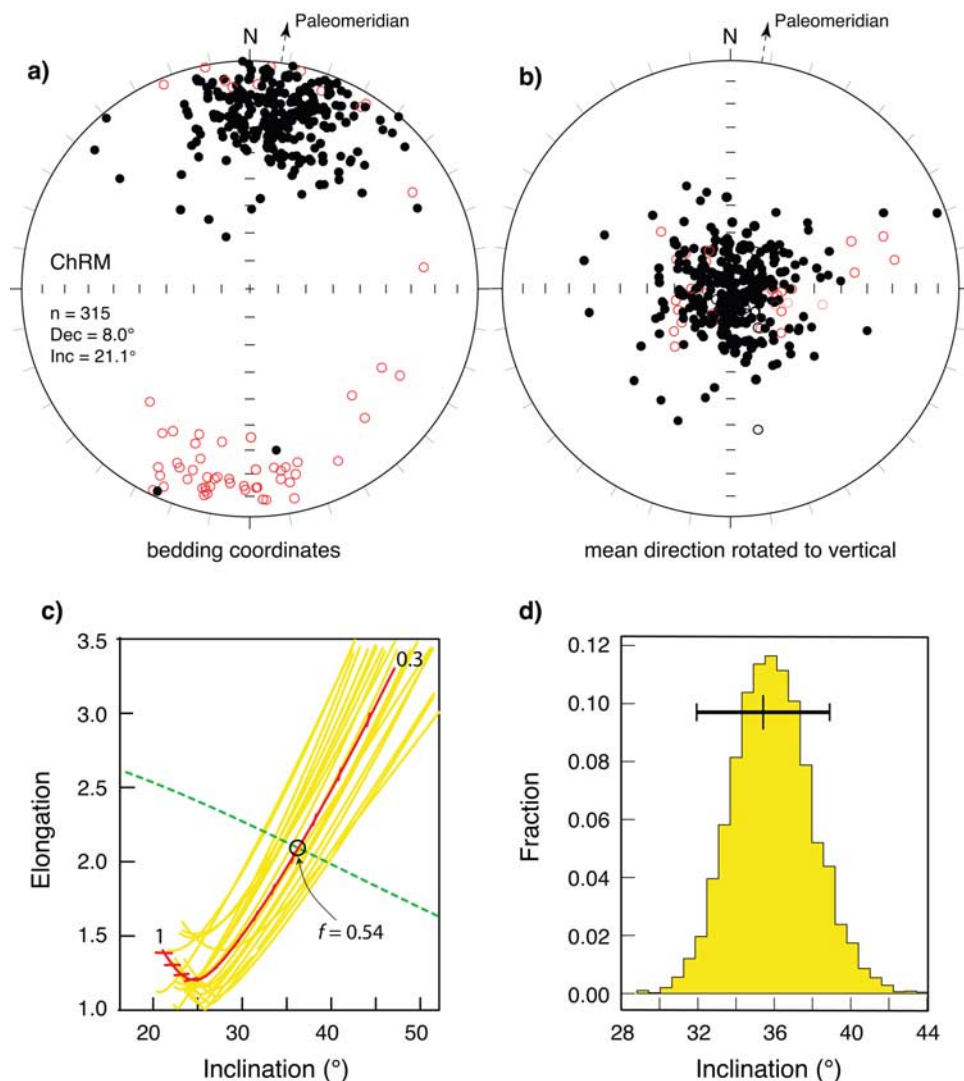 Paleomeridian
a)
N
ChRM
n = 315
Dec = 8.0°
Inc = 21.1°
bedding coordinates
Paleomeridian
b)
N
mean direction rotated to vertical
c)
3.5
3.0
2.5
2.0
1.5
1.0
Elongation
0.3
1
f = 0.54
20 30 40 50
Inclination (°)
d)
0.12
0.10
0.08
0.06
0.04
0.02
0.00
Fraction
28 32 36 40 44
Inclination (°)